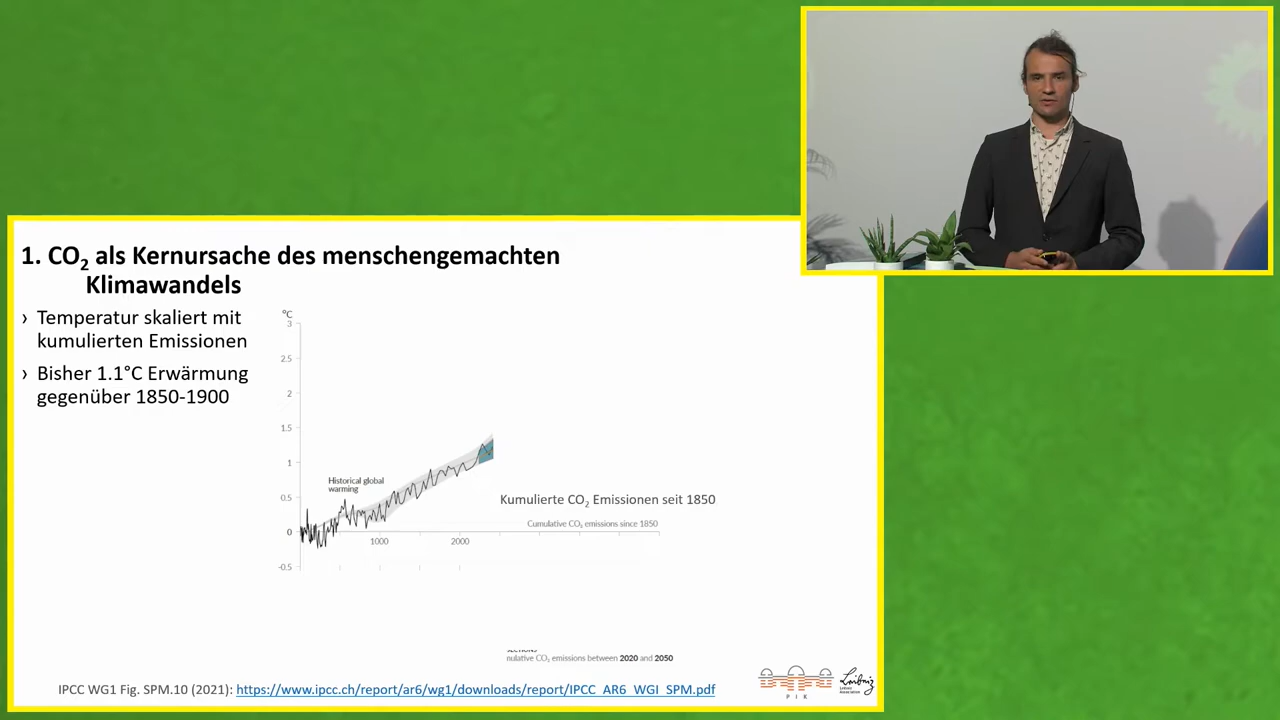 1. CO₂ als Kernursache des menschengemachten
Klimawandels
› Temperatur skaliert mit
kumulierten Emissionen
› Bisher 1.1°C Erwärmung
gegenüber 1850-1900
°C
3
2.5
2
1.5
1
0.5
0
-0.5
Historical global
warming
Kumulierte CO₂ Emissionen seit 1850
Cumulative CO₂ emissions since 1850
1000
2000
nulative CO₂ emissions between 2020 and 2050
IPCC WG1 Fig. SPM.10 (2021): https://www.ipcc.ch/report/ar6/wg1/downloads/report/IPCC_AR6_WGI_SPM.pdf
P I K
Leibniz
Leibniz
Association